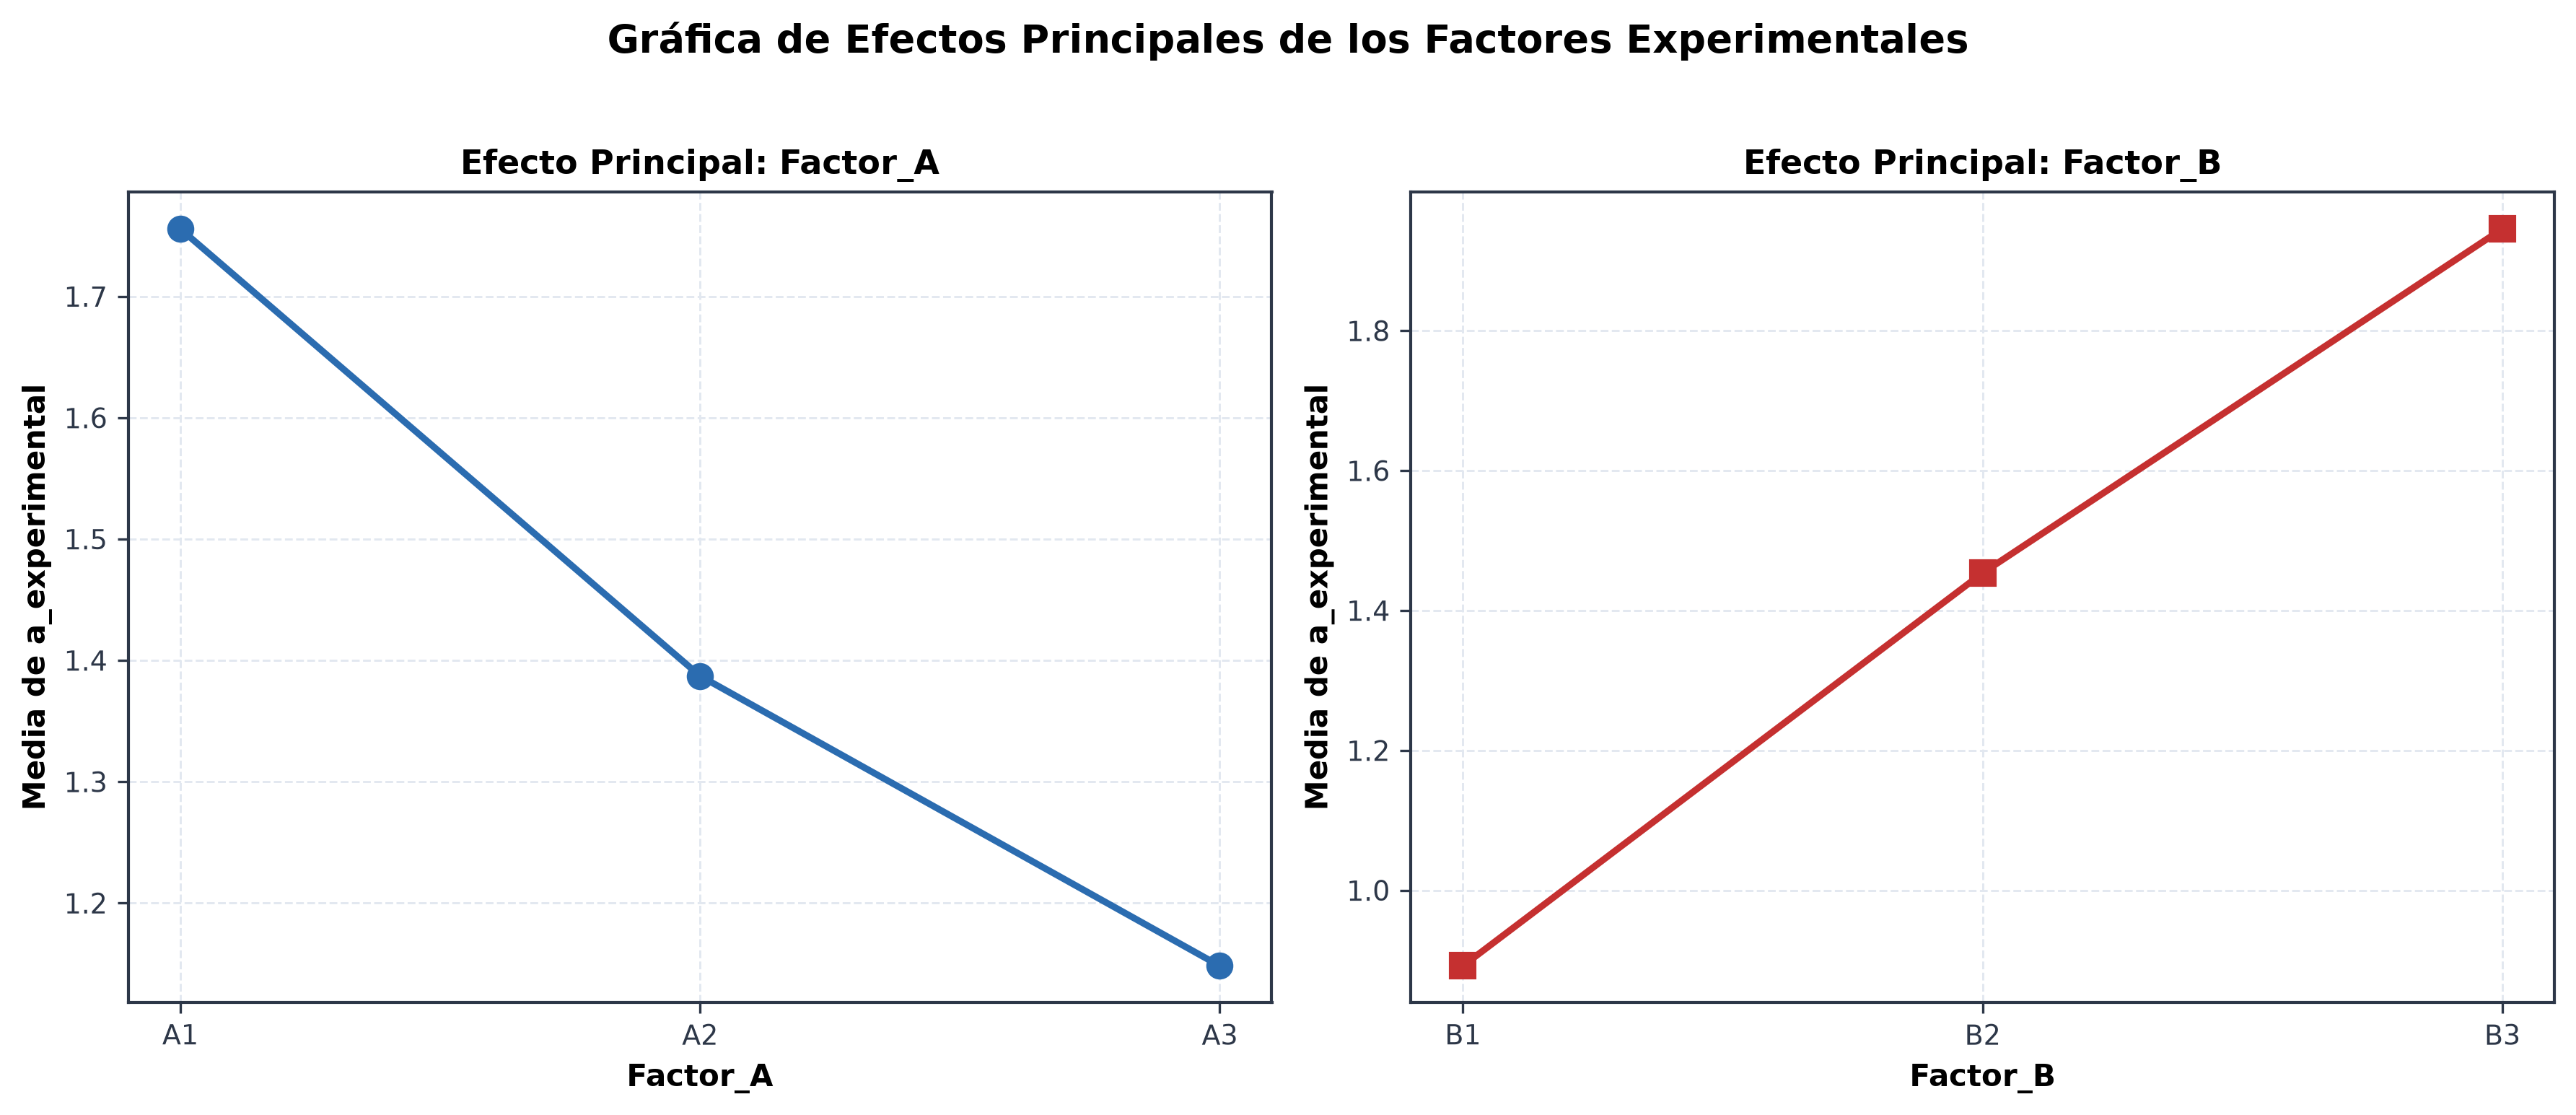 Gráfica de Efectos Principales de los Factores Experimentales
Efecto Principal: Factor_A
Media de a_experimental
1.7
1.6
1.5
1.4
1.3
1.2
A1 A2 A3
Factor_A
Efecto Principal: Factor_B
Media de a_experimental
1.8
1.6
1.4
1.2
1.0
B1 B2 B3
Factor_B